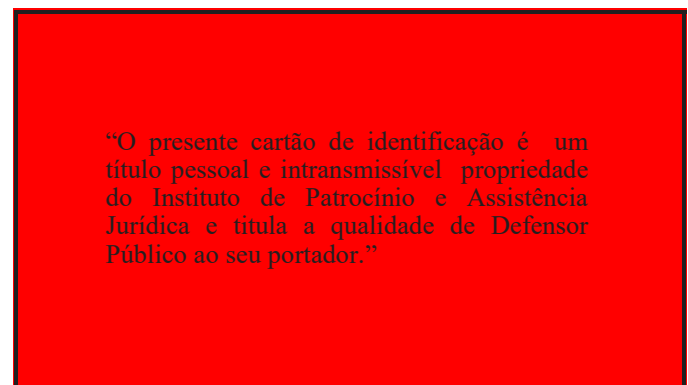 “O presente cartão de identificação é um
título pessoal e intransmissível propriedade
do Instituto de Patrocínio e Assistência
Jurídica e titula a qualidade de Defensor
Público ao seu portador.”